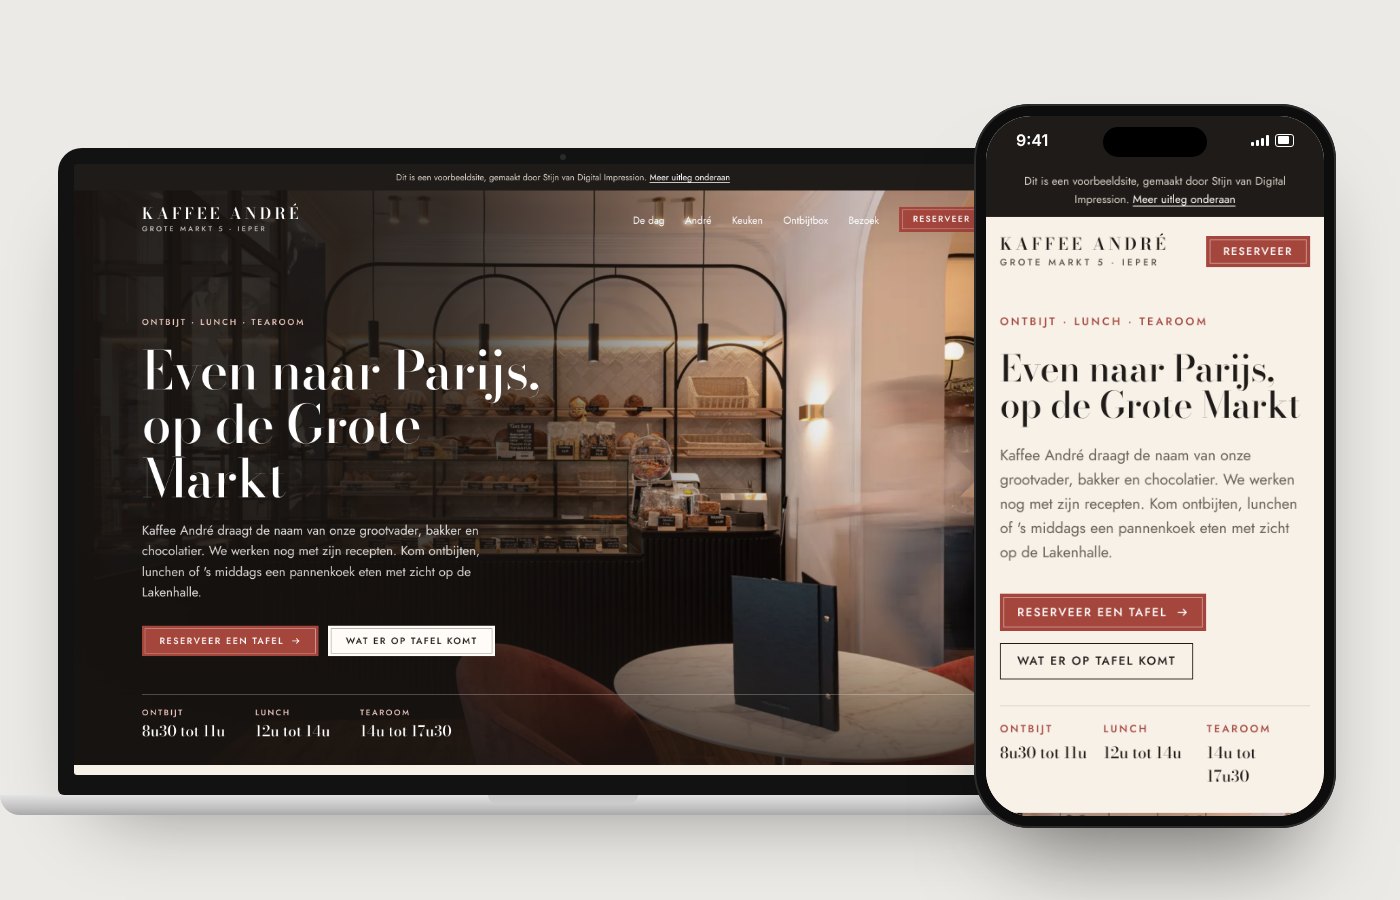 Dit is een voorbeeldsite, gemaakt door Stijn van Digital Impression. Meer uitleg onderaan
KAFFEE ANDRÉ
GROTE MARKT 5 - IEPER
De dag André Keuken Ontbijtbox Bezoek RESERVEER
ONTBIJT · LUNCH · TEAROOM
Even naar Parijs,
op de Grote
Markt
Kaffee André draagt de naam van onze grootvader, bakker en
chocolatier. We werken nog met zijn recepten. Kom ontbijten,
lunchen of 's middags een pannenkoek eten met zicht op de
Lakenhalle.
RESERVEER EEN TAFEL →
WAT ER OP TAFEL KOMT
ONTBIJT LUNCH TEAROOM
8u30 tot 11u 12u tot 14u 14u tot 17u30
9:41
Dit is een voorbeeldsite, gemaakt door Stijn van Digital
Impression. Meer uitleg onderaan
KAFFEE ANDRÉ
GROTE MARKT 5 - IEPER
RESERVEER
ONTBIJT · LUNCH · TEAROOM
Even naar Parijs,
op de Grote Markt
Kaffee André draagt de naam van onze
grootvader, bakker en chocolatier. We werken
nog met zijn recepten. Kom ontbijten, lunchen
of 's middags een pannenkoek eten met zicht
op de Lakenhalle.
RESERVEER EEN TAFEL →
WAT ER OP TAFEL KOMT
ONTBIJT LUNCH TEAROOM
8u30 tot 11u 12u tot 14u 14u tot
17u30